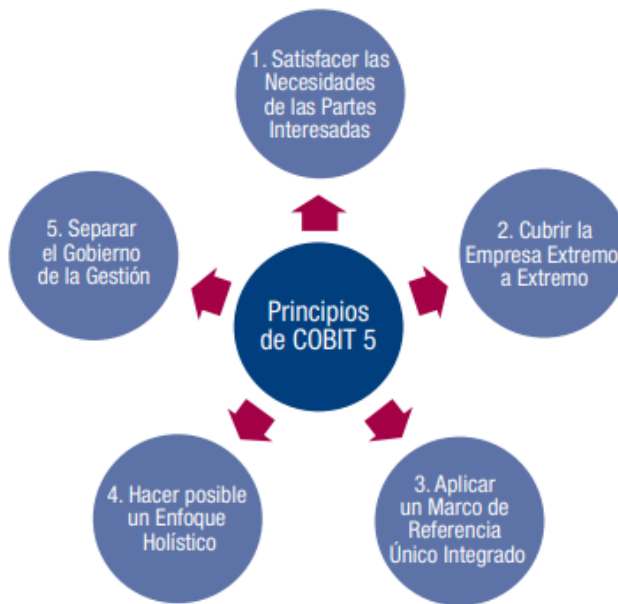 1. Satisfacer las
Necesidades
de las Partes
Interesadas
2. Cubrir la
Empresa Extremo
a Extremo
3. Aplicar
un Marco de
Referencia
Único Integrado
4. Hacer posible
un Enfoque
Holístico
5. Separar
el Gobierno
de la Gestión
Principios
de COBIT 5